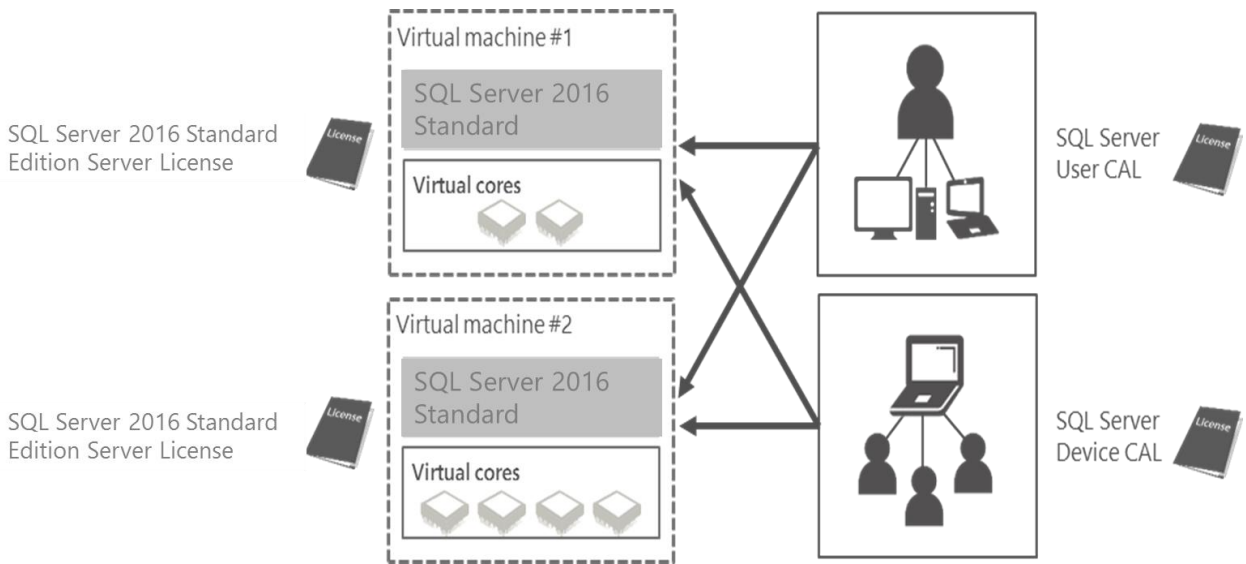 Virtual machine #1
SQL Server 2016
Standard
SQL Server 2016 Standard
Edition Server License
License
Virtual cores
SQL Server
User CAL
License
Virtual machine #2
SQL Server 2016
Standard
SQL Server 2016 Standard
Edition Server License
License
Virtual cores
SQL Server
Device CAL
License